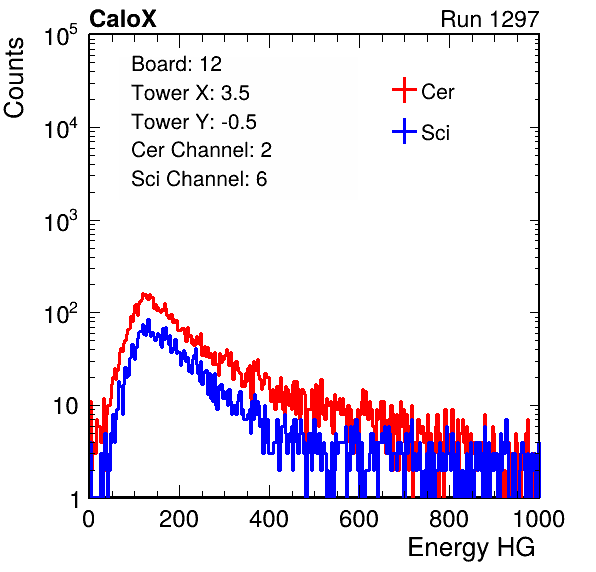 CaloX Run 1297
Counts
10^5
10^4
10^3
10^2
10
1
Board: 12
Tower X: 3.5
Tower Y: -0.5
Cer Channel: 2
Sci Channel: 6
Cer
Sci
0 200 400 600 800 1000
Energy HG